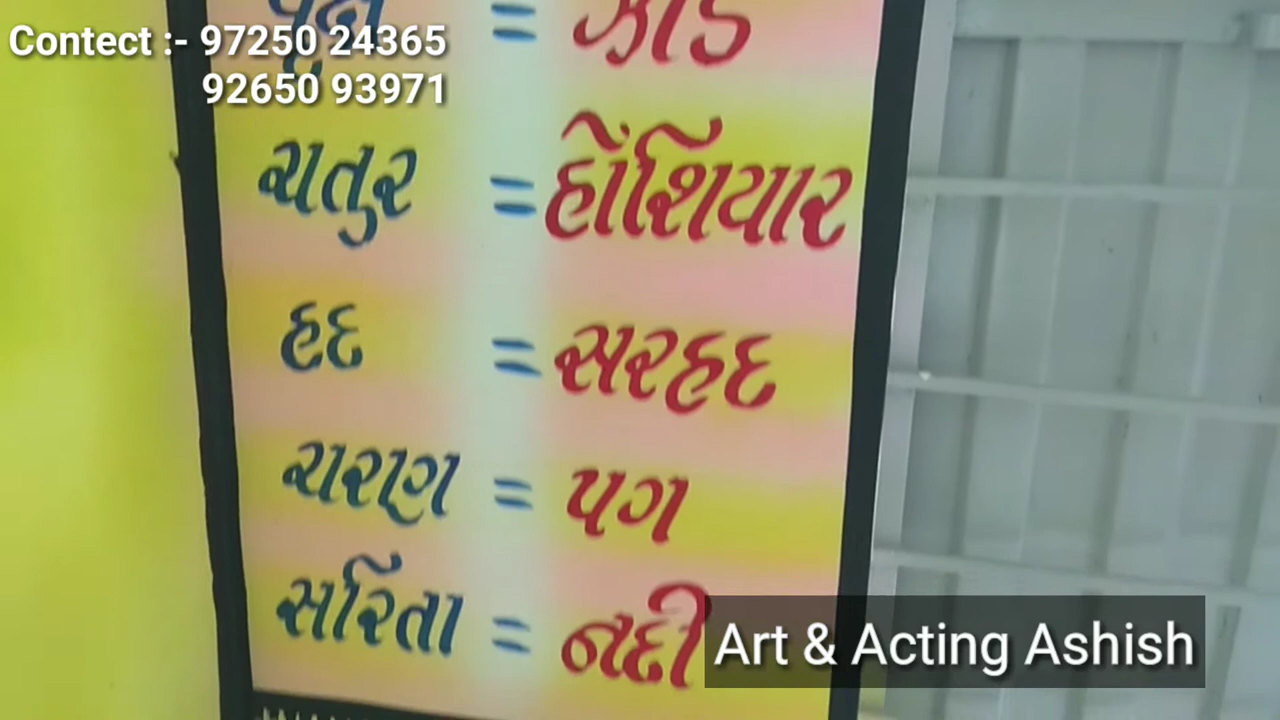 Contect :- 97250 24365
92650 93971
વૃક્ષ = ઝાડ
ચતુર = હોંશિયાર
હદ = સરહદ
ચરણ = પગ
સરિતા = નદી
Art & Acting Ashish